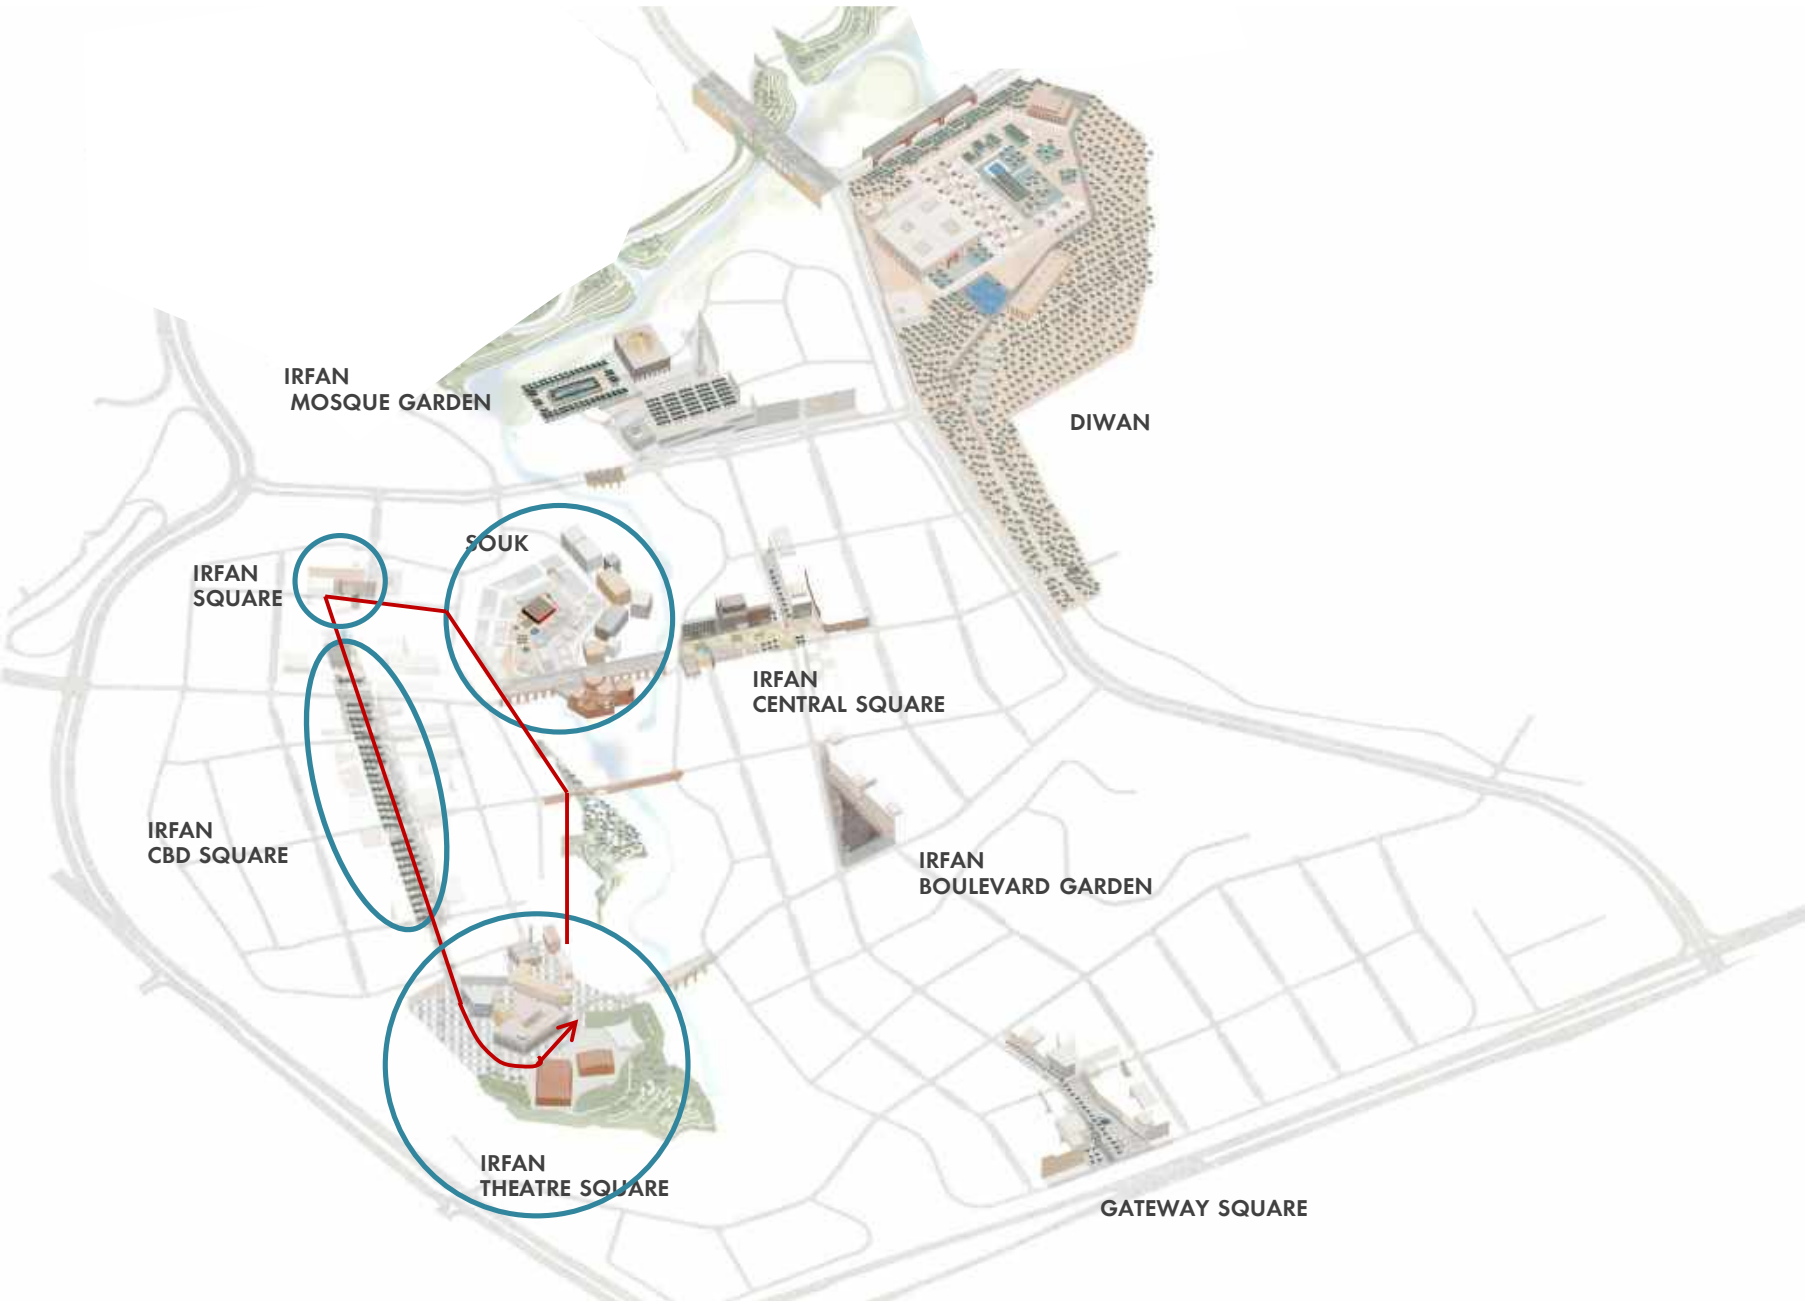 IRFAN
MOSQUE GARDEN
DIWAN
SOUK
IRFAN
SQUARE
IRFAN
CENTRAL SQUARE
IRFAN
CBD SQUARE
IRFAN
BOULEVARD GARDEN
IRFAN
THEATRE SQUARE
GATEWAY SQUARE